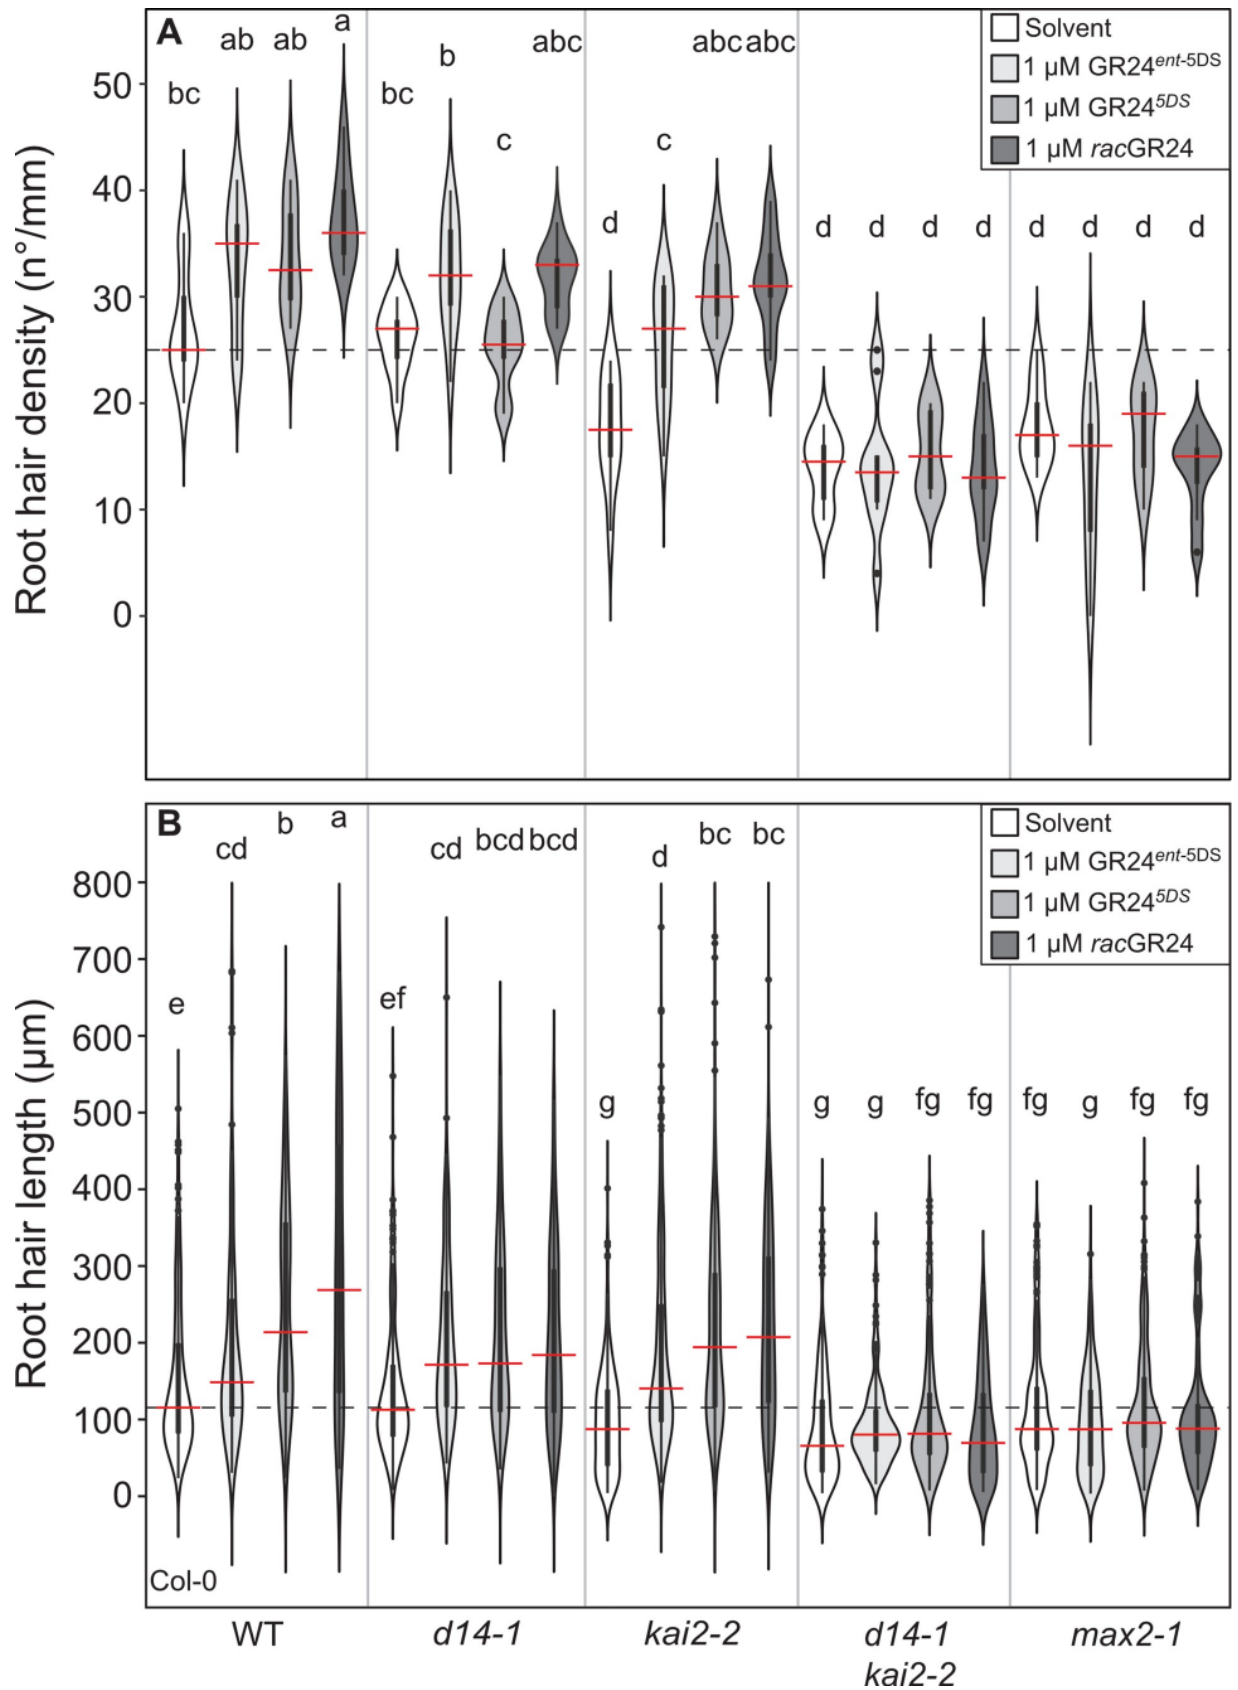 A
bc ab ab a bc b c abc d c abc abc d d d d d d d d
Solvent
1 µM GR24ent-5DS
1 µM GR245DS
1 µM racGR24
Root hair density (n°/mm)
50
40
30
20
10
0
B
e cd b a ef cd bcd bcd g d bc bc g g fg fg fg g fg fg
Solvent
1 µM GR24ent-5DS
1 µM GR245DS
1 µM racGR24
Root hair length (µm)
800
700
600
500
400
300
200
100
0
Col-0
WT d14-1 kai2-2 d14-1 max2-1
kai2-2